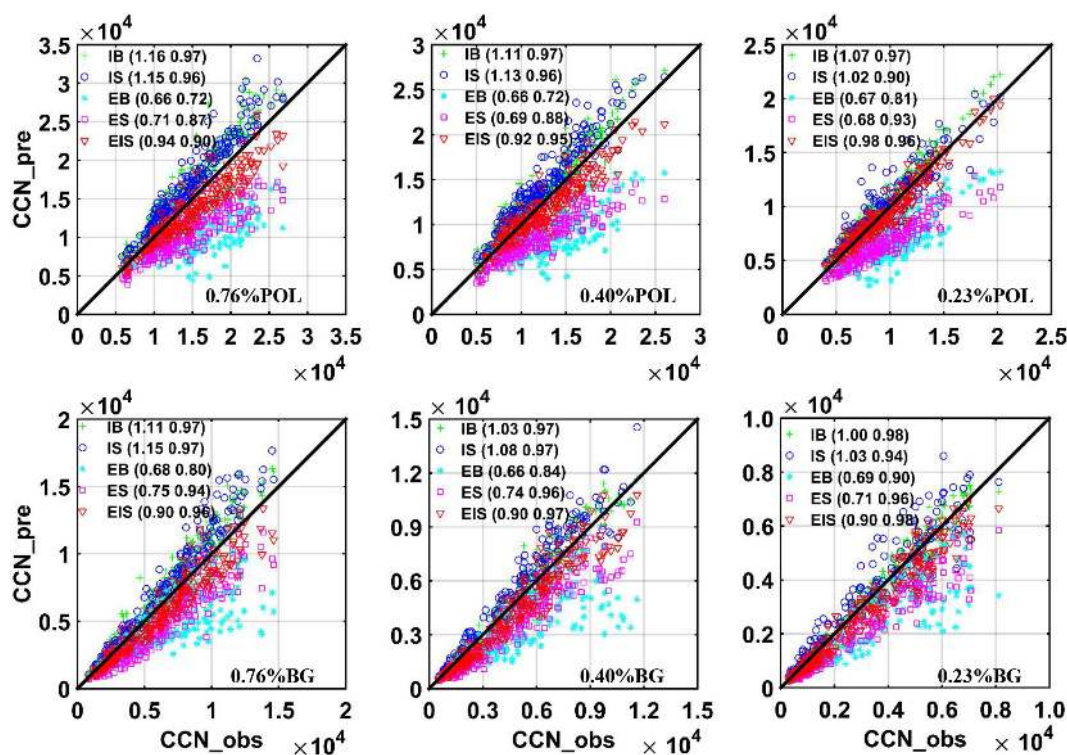 × 10⁴
3.5
3
2.5
2
1.5
1
0.5
0
CCN_pre
IB (1.16 0.97)
IS (1.15 0.96)
EB (0.66 0.72)
ES (0.71 0.87)
EIS (0.94 0.90)
0.76%POL
0 0.5 1 1.5 2 2.5 3 3.5
× 10⁴
× 10⁴
3
2.5
2
1.5
1
0.5
0
IB (1.11 0.97)
IS (1.13 0.96)
EB (0.66 0.72)
ES (0.69 0.88)
EIS (0.92 0.95)
0.40%POL
0 0.5 1 1.5 2 2.5 3
× 10⁴
× 10⁴
2.5
2
1.5
1
0.5
0
IB (1.07 0.97)
IS (1.02 0.90)
EB (0.67 0.81)
ES (0.68 0.93)
EIS (0.98 0.96)
0.23%POL
0 0.5 1 1.5 2 2.5
× 10⁴
× 10⁴
2
1.5
1
0.5
0
CCN_pre
IB (1.11 0.97)
IS (1.15 0.97)
EB (0.68 0.80)
ES (0.75 0.94)
EIS (0.90 0.96)
0.76%BG
0 0.5 1 1.5 2
CCN_obs × 10⁴
× 10⁴
1.5
1.2
0.9
0.6
0.3
0
IB (1.03 0.97)
IS (1.08 0.97)
EB (0.66 0.84)
ES (0.74 0.96)
EIS (0.90 0.97)
0.40%BG
0 0.3 0.6 0.9 1.2 1.5
CCN_obs × 10⁴
× 10⁴
1.0
0.8
0.6
0.4
0.2
0
IB (1.00 0.98)
IS (1.03 0.94)
EB (0.69 0.90)
ES (0.71 0.96)
EIS (0.90 0.98)
0.23%BG
0 0.2 0.4 0.6 0.8 1.0
CCN_obs × 10⁴